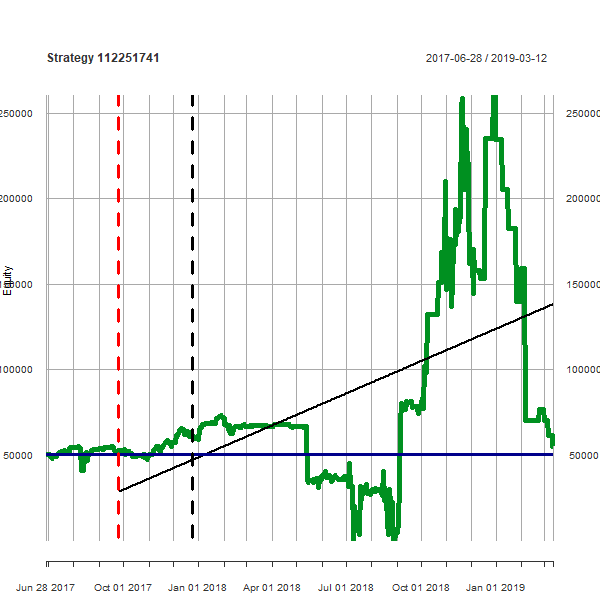 Strategy 112251741
2017-06-28 / 2019-03-12
250000
250000
200000
200000
Equity
150000
150000
100000
100000
50000
50000
Jun 28 2017
Oct 01 2017
Jan 01 2018
Apr 01 2018
Jul 01 2018
Oct 01 2018
Jan 01 2019